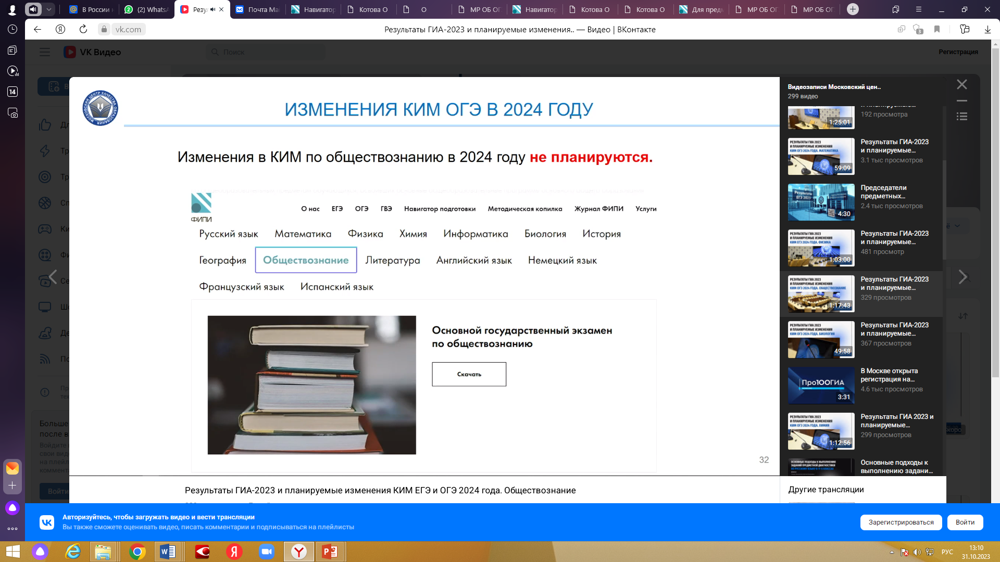 В России н
(2) WhatsA
Резу
Почта Mai
Навигатор
Котова О
О
МР ОБ ОГ
Навигатор
Котова О
Котова О
Для предм
МР ОБ ОГ
МР ОБ ОГ
vk.com
Результаты ГИА-2023 и планируемые изменения.. — Видео | ВКонтакте
3
VK Видео
Поиск
Регистрация
14
ИЗМЕНЕНИЯ КИМ ОГЭ В 2024 ГОДУ
Изменения в КИМ по обществознанию в 2024 году не планируются.
ФИПИ
О нас ЕГЭ ОГЭ ГВЭ Навигатор подготовки Методическая копилка Журнал ФИПИ Услуги
Русский язык Математика Физика Химия Информатика Биология История
География Обществознание Литература Английский язык Немецкий язык
Французский язык Испанский язык
Основной государственный экзамен
по обществознанию
Скачать
32
МОСКОВСКИЙ ЦЕНТР КАЧЕСТВА ОБРАЗОВАНИЯ
Видеозаписи Московский цен..
299 видео
192 просмотра
1:25:01
Результаты ГИА-2023
и планируемые...
3.1 тыс просмотров
59:09
Председатели
предметных...
2.4 тыс просмотров
4:30
Результаты ГИА-2023
и планируемые...
481 просмотр
1:03:00
Результаты ГИА-2023
и планируемые...
329 просмотров
1:17:43
Результаты ГИА-2023
и планируемые...
367 просмотров
49:58
В Москве открыта
регистрация на...
4.6 тыс просмотров
Про100ГИА
3:31
Результаты ГИА 2023 и
планируемые...
299 просмотров
1:12:56
Основные подходы к
выполнению задани...
Результаты ГИА-2023 и планируемые изменения КИМ ЕГЭ и ОГЭ 2024 года. Обществознание
Другие трансляции
Больше
после в
Войдите
свои вид
на плейл
коммент
Войти
Авторизуйтесь, чтобы загружать видео и вести трансляции
Вы также сможете оценивать видео, писать комментарии и подписываться на плейлисты
Зарегистрироваться
Войти
РУС
13:10
31.10.2023